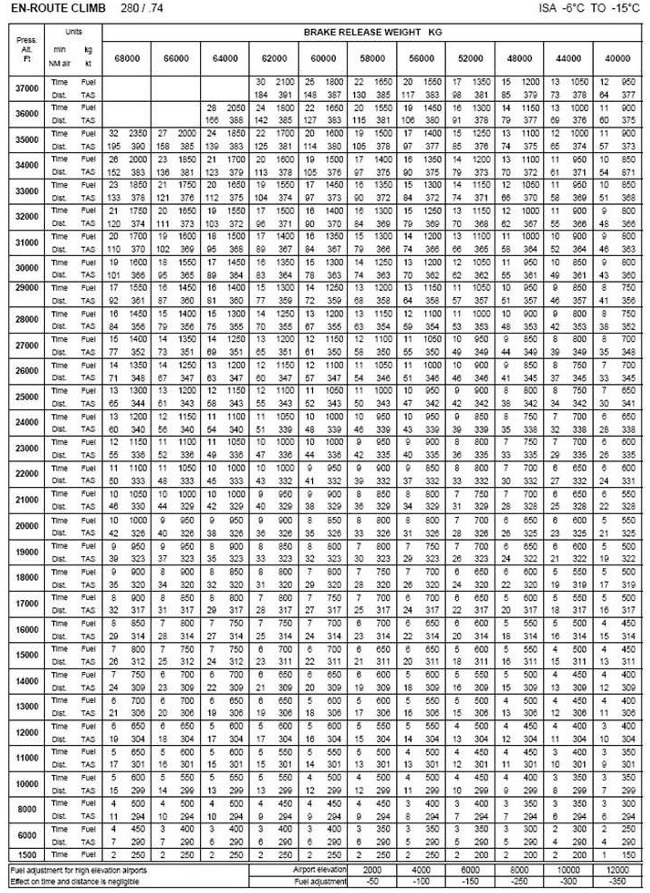 EN-ROUTE CLIMB 280 / .74 ISA -6°C TO -15°C
Press. Alt. Ft Units min kg NM air kt BRAKE RELEASE WEIGHT KG
68000 66000 64000 62000 60000 58000 56000 52000 48000 44000 40000
37000 Time Fuel 30 2100 25 1800 22 1650 20 1550 17 1350 15 1200 13 1050 12 950
Dist. TAS 184 391 148 387 130 385 117 383 98 381 85 379 73 378 64 377
36000 Time Fuel 28 2050 24 1800 22 1650 20 1550 19 1450 16 1300 14 1150 13 1000 11 900
Dist. TAS 166 388 142 385 127 383 115 381 106 380 91 378 79 377 69 376 60 375
35000 Time Fuel 32 2350 27 2000 24 1850 22 1700 20 1600 19 1500 17 1400 15 1250 13 1100 12 1000 11 900
Dist. TAS 195 390 158 385 139 383 125 381 114 380 105 378 97 377 85 376 74 375 65 374 57 373
34000 Time Fuel 26 2000 23 1850 21 1700 20 1600 19 1500 17 1400 16 1350 14 1200 13 1100 11 950 10 850
Dist. TAS 152 383 136 381 123 379 113 378 105 376 97 375 90 375 79 373 70 372 61 371 54 871
33000 Time Fuel 23 1850 21 1750 20 1650 19 1550 17 1450 16 1350 15 1300 14 1150 12 1050 11 950 10 850
Dist. TAS 133 378 121 376 112 375 104 374 97 373 90 372 84 372 74 371 66 370 58 369 51 368
32000 Time Fuel 21 1750 20 1650 19 1550 17 1500 16 1400 16 1300 15 1250 13 1150 12 1000 11 900 9 800
Dist. TAS 120 374 111 373 103 372 96 371 90 370 84 369 79 369 70 368 62 367 55 366 48 366
31000 Time Fuel 20 1700 19 1600 18 1500 17 1400 16 1350 15 1300 14 1200 13 1100 11 1000 10 900 9 800
Dist. TAS 110 370 102 369 95 368 89 367 84 367 79 366 74 366 66 365 58 364 52 364 46 363
30000 Time Fuel 19 1600 18 1550 17 1450 16 1350 15 1300 14 1250 13 1200 12 1050 11 950 10 850 9 800
Dist. TAS 101 366 95 365 89 364 83 364 78 363 74 363 70 362 62 362 55 361 49 361 43 360
29000 Time Fuel 17 1550 16 1450 16 1400 15 1300 14 1250 13 1200 13 1150 11 1050 10 950 9 850 8 750
Dist. TAS 92 361 87 360 81 360 77 359 72 359 68 358 64 358 57 357 51 357 46 357 41 356
28000 Time Fuel 16 1450 15 1400 15 1300 14 1250 13 1200 13 1150 12 1100 11 1000 10 900 9 800 8 750
Dist. TAS 84 356 79 356 75 355 70 355 67 355 63 354 59 354 53 353 48 353 42 353 38 352
27000 Time Fuel 15 1400 14 1350 14 1250 13 1200 12 1150 12 1100 11 1050 10 950 9 850 8 800 8 700
Dist. TAS 77 352 73 351 69 351 65 351 61 350 58 350 55 350 49 349 44 349 39 349 35 348
26000 Time Fuel 14 1350 14 1250 13 1200 12 1150 12 1100 11 1050 11 1000 10 900 9 850 8 750 7 700
Dist. TAS 71 348 67 347 63 347 60 347 57 347 54 346 51 346 46 346 41 345 37 345 33 345
25000 Time Fuel 13 1300 13 1200 12 1150 12 1100 11 1050 11 1000 10 950 9 900 8 800 8 750 7 650
Dist. TAS 65 344 61 343 58 343 55 343 52 343 50 343 47 342 42 342 38 342 34 342 30 341
24000 Time Fuel 13 1200 12 1150 11 1100 11 1050 10 1000 10 950 10 950 9 850 8 750 7 700 6 650
Dist. TAS 60 340 56 340 54 340 51 339 48 339 46 339 43 339 39 339 35 338 32 338 28 338
23000 Time Fuel 12 1150 11 1100 11 1050 10 1000 10 1000 9 950 9 900 8 800 7 750 7 700 6 600
Dist. TAS 55 336 52 336 49 336 47 336 44 336 42 335 40 335 36 335 33 335 29 335 26 335
22000 Time Fuel 11 1100 11 1050 10 1000 10 1000 9 950 9 900 9 850 8 800 7 700 6 650 6 600
Dist. TAS 50 333 48 333 45 333 43 332 41 332 39 332 37 332 33 332 30 332 27 332 24 331
21000 Time Fuel 10 1050 10 1000 10 1000 9 950 9 900 8 850 8 800 7 750 7 700 6 650 6 550
Dist. TAS 46 330 44 329 42 329 40 329 38 329 36 329 34 329 31 329 28 328 25 328 22 328
20000 Time Fuel 10 1000 9 950 9 950 9 900 8 850 8 800 8 800 7 700 6 650 6 600 5 550
Dist. TAS 42 326 40 326 38 326 37 326 35 326 33 326 31 326 28 326 26 325 23 325 21 325
19000 Time Fuel 9 950 9 950 9 900 8 850 8 800 7 800 7 750 7 700 6 650 6 600 5 500
Dist. TAS 39 323 37 323 35 323 33 323 32 323 30 323 29 323 26 323 24 322 21 322 19 322
18000 Time Fuel 9 900 8 900 8 850 8 800 7 800 7 750 7 700 6 650 6 600 5 550 5 500
Dist. TAS 35 320 34 320 32 320 31 320 29 320 28 320 26 320 24 320 22 320 19 319 17 319
17000 Time Fuel 8 900 8 850 8 800 7 800 7 750 7 700 6 700 6 650 5 600 5 550 5 500
Dist. TAS 32 317 31 317 29 317 28 317 27 317 25 317 24 317 22 317 20 317 18 317 16 317
16000 Time Fuel 8 850 7 800 7 750 7 750 7 700 6 700 6 650 6 600 5 550 5 500 4 450
Dist. TAS 29 314 28 314 27 314 25 314 24 314 23 314 22 314 20 314 18 314 16 314 15 314
15000 Time Fuel 7 800 7 750 7 750 6 700 6 700 6 650 6 650 5 600 5 550 4 500 4 450
Dist. TAS 26 312 25 312 24 312 23 311 22 311 21 311 20 311 18 311 16 311 15 311 13 311
14000 Time Fuel 7 750 6 700 6 700 6 650 6 650 6 600 5 600 5 550 5 500 4 450 4 400
Dist. TAS 24 309 23 309 22 309 21 309 20 309 19 309 18 309 16 309 15 309 13 309 12 309
13000 Time Fuel 6 700 6 700 6 650 6 600 5 600 5 600 5 550 5 500 4 500 4 450 4 400
Dist. TAS 21 306 20 306 19 306 19 306 18 306 17 306 16 306 15 306 13 306 12 306 11 306
12000 Time Fuel 6 650 6 650 5 600 5 600 5 550 5 550 5 550 4 500 4 450 4 400 3 400
Dist. TAS 19 304 18 304 17 304 17 304 16 304 15 304 14 304 13 304 12 304 11 304 10 304
11000 Time Fuel 5 650 5 600 5 600 5 550 5 550 5 500 4 500 4 450 4 450 3 400 3 350
Dist. TAS 17 301 16 301 15 301 15 301 14 301 13 301 13 301 12 301 11 301 10 301 9 301
10000 Time Fuel 5 600 5 550 5 550 5 550 4 500 4 500 4 500 4 450 4 400 3 350 3 350
Dist. TAS 15 299 14 299 13 299 13 299 12 299 12 299 11 299 10 299 9 299 8 299 7 299
8000 Time Fuel 4 500 4 500 4 500 4 450 4 450 4 450 3 400 3 400 3 350 3 350 3 300
Dist. TAS 11 294 10 294 10 294 10 294 9 294 9 294 8 294 8 294 7 294 6 294 6 294
6000 Time Fuel 4 450 3 400 3 400 3 400 3 400 3 350 3 350 3 350 3 300 2 300 2 250
Dist. TAS 7 290 7 290 6 290 6 290 6 290 6 290 5 290 5 290 5 290 4 290 4 290
1500 Time Fuel 2 250 2 250 2 250 2 250 2 250 2 250 2 250 2 200 2 200 2 200 1 150
Fuel adjustment for high elevation airports Airport elevation 2000 4000 6000 8000 10000 12000
Effect on time and distance is negligible Fuel adjustment -50 -100 -150 -250 -300 -350